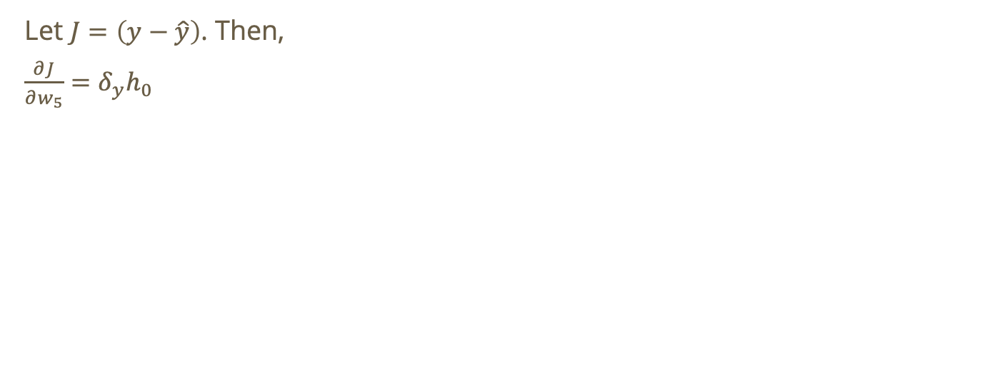 Let J = (y − ŷ). Then,
∂J/∂w₅ = δ_y h₀